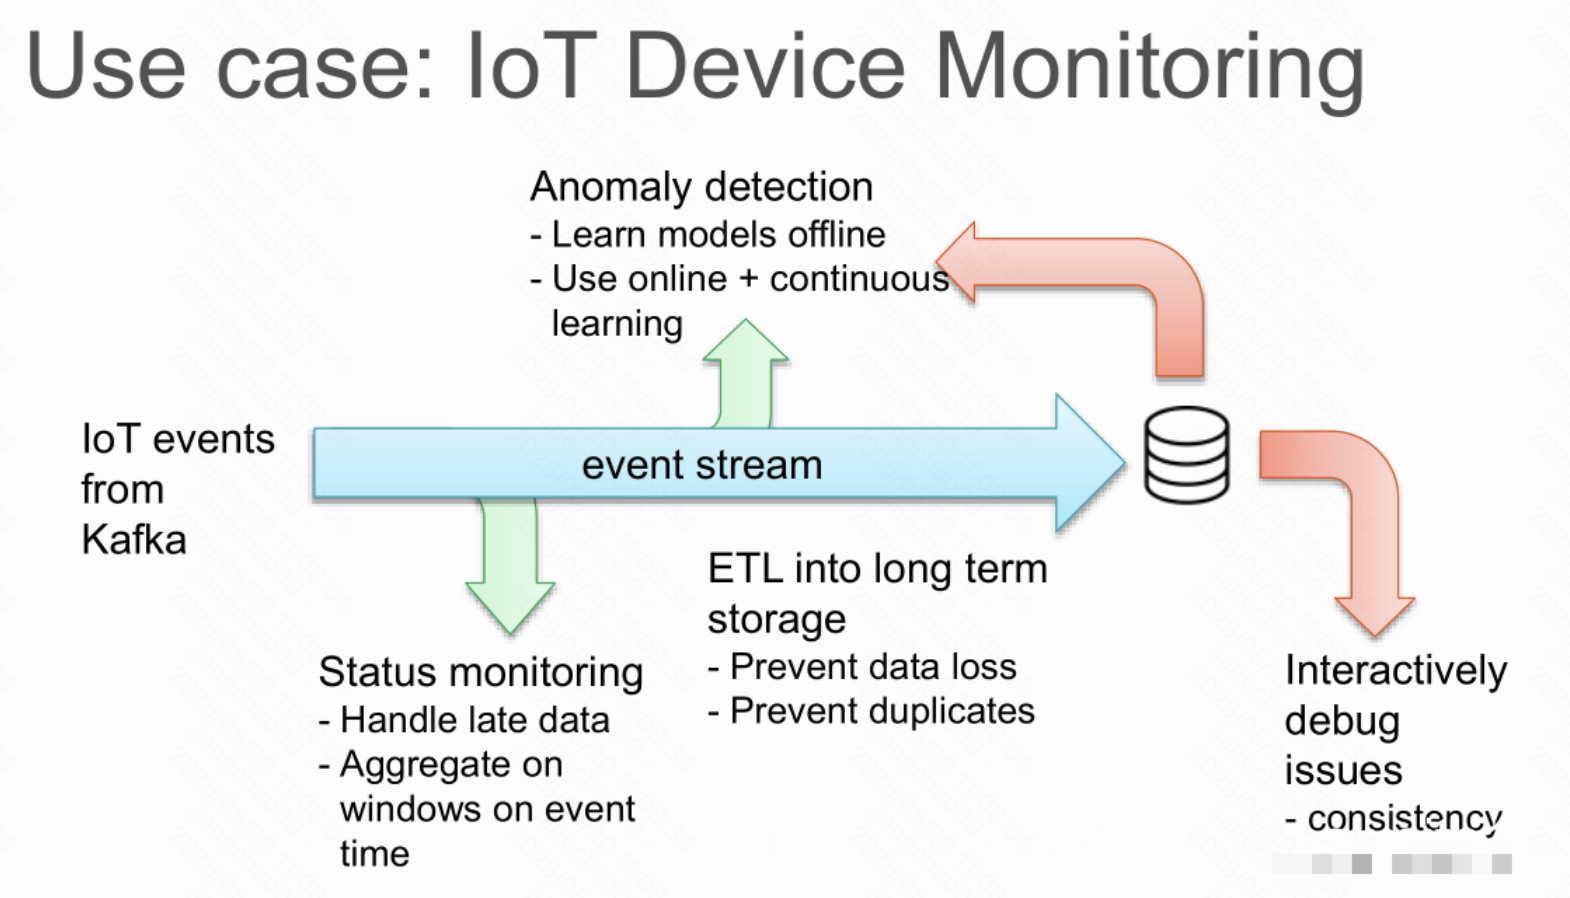 Use case: IoT Device Monitoring
Anomaly detection
- Learn models offline
- Use online + continuous
learning
IoT events
from
Kafka
event stream
ETL into long term
storage
- Prevent data loss
- Prevent duplicates
Status monitoring
- Handle late data
- Aggregate on
windows on event
time
Interactively
debug
issues
- consistency